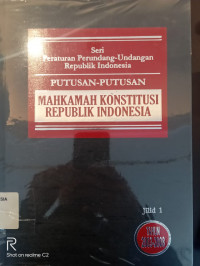 Seri
Peraturan Perundang-Undangan
Republik Indonesia
PUTUSAN-PUTUSAN
MAHKAMAH KONSTITUSI
REPUBLIK INDONESIA
Jilid 1
R
Shot on realme C2